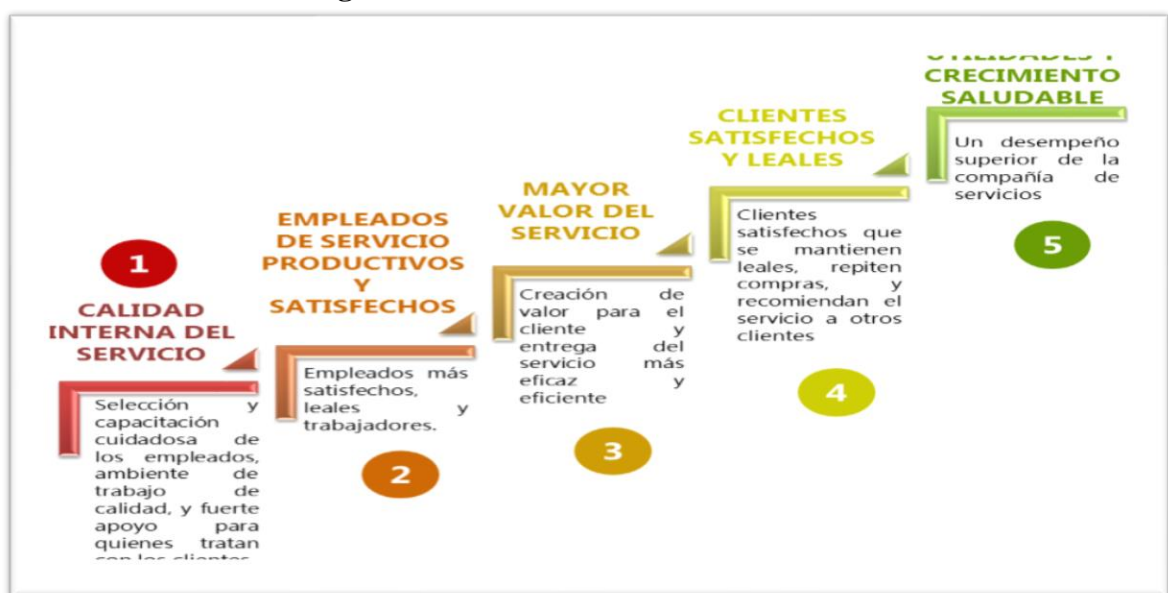 1
CALIDAD
INTERNA DEL
SERVICIO
Selección y
capacitación
cuidadosa de
los empleados,
ambiente de
trabajo de
calidad, y fuerte
apoyo para
quienes tratan
con los clientes
EMPLEADOS
DE SERVICIO
PRODUCTIVOS
Y
SATISFECHOS
Empleados más
satisfechos,
leales y
trabajadores.
2
MAYOR
VALOR DEL
SERVICIO
Creación de
valor para el
cliente y
entrega del
servicio más
eficaz y
eficiente
3
CLIENTES
SATISFECHOS
Y LEALES
Clientes
satisfechos que
se mantienen
leales, repiten
compras, y
recomiendan el
servicio a otros
clientes
4
UTILIDADES Y
CRECIMIENTO
SALUDABLE
Un desempeño
superior de la
compañía de
servicios
5